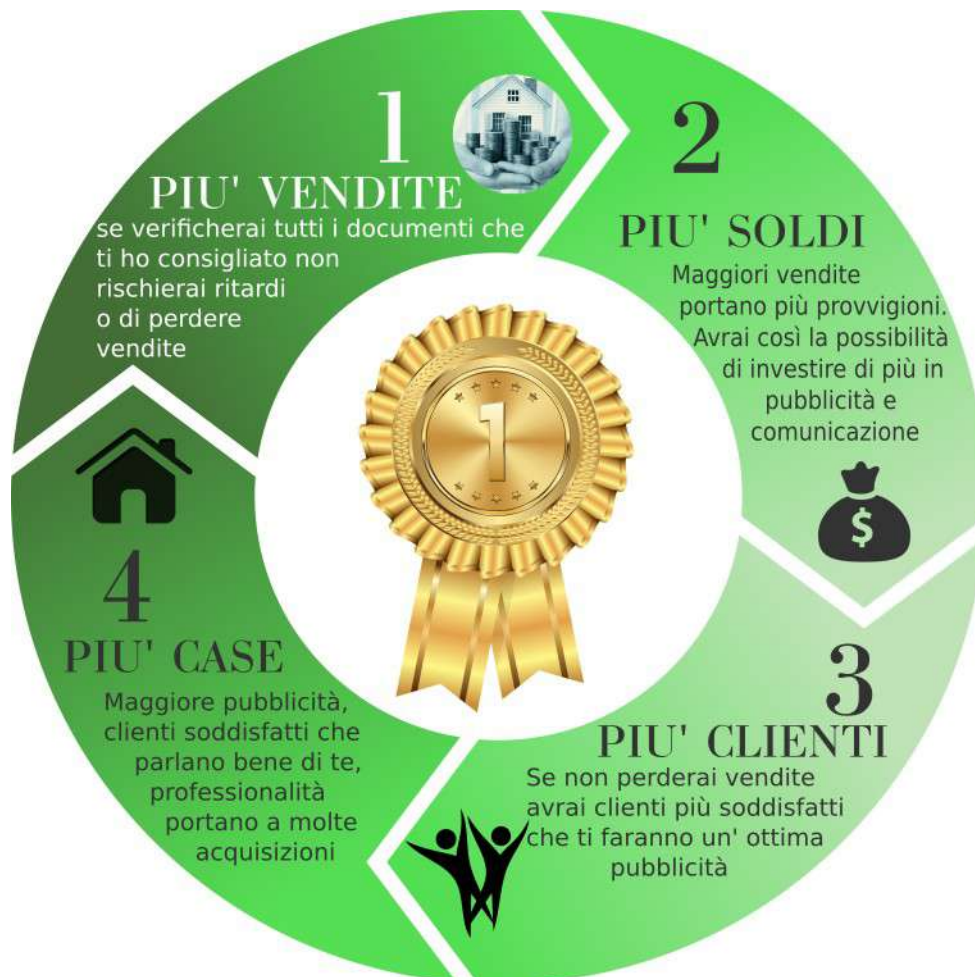 1
PIU' VENDITE
se verificherai tutti i documenti che
ti ho consigliato non
rischierai ritardi
o di perdere
vendite
2
PIU' SOLDI
Maggiori vendite
portano più provvigioni.
Avrai così la possibilità
di investire di più in
pubblicità e
comunicazione
$
3
PIU' CLIENTI
Se non perderai vendite
avrai clienti più soddisfatti
che ti faranno un' ottima
pubblicità
4
PIU' CASE
Maggiore pubblicità,
clienti soddisfatti che
parlano bene di te,
professionalità
portano a molte
acquisizioni
1